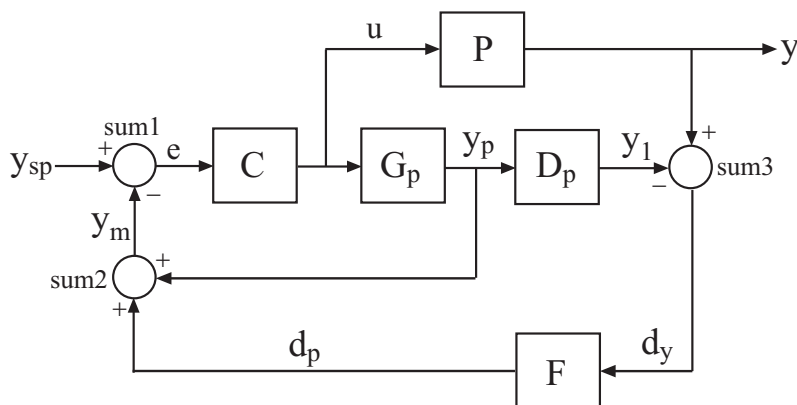 u
P
y
sum1
+
y_sp
e
C
G_p
y_p
D_p
y_1
+
−
sum3
−
y_m
sum2
+
+
d_p
F
d_y